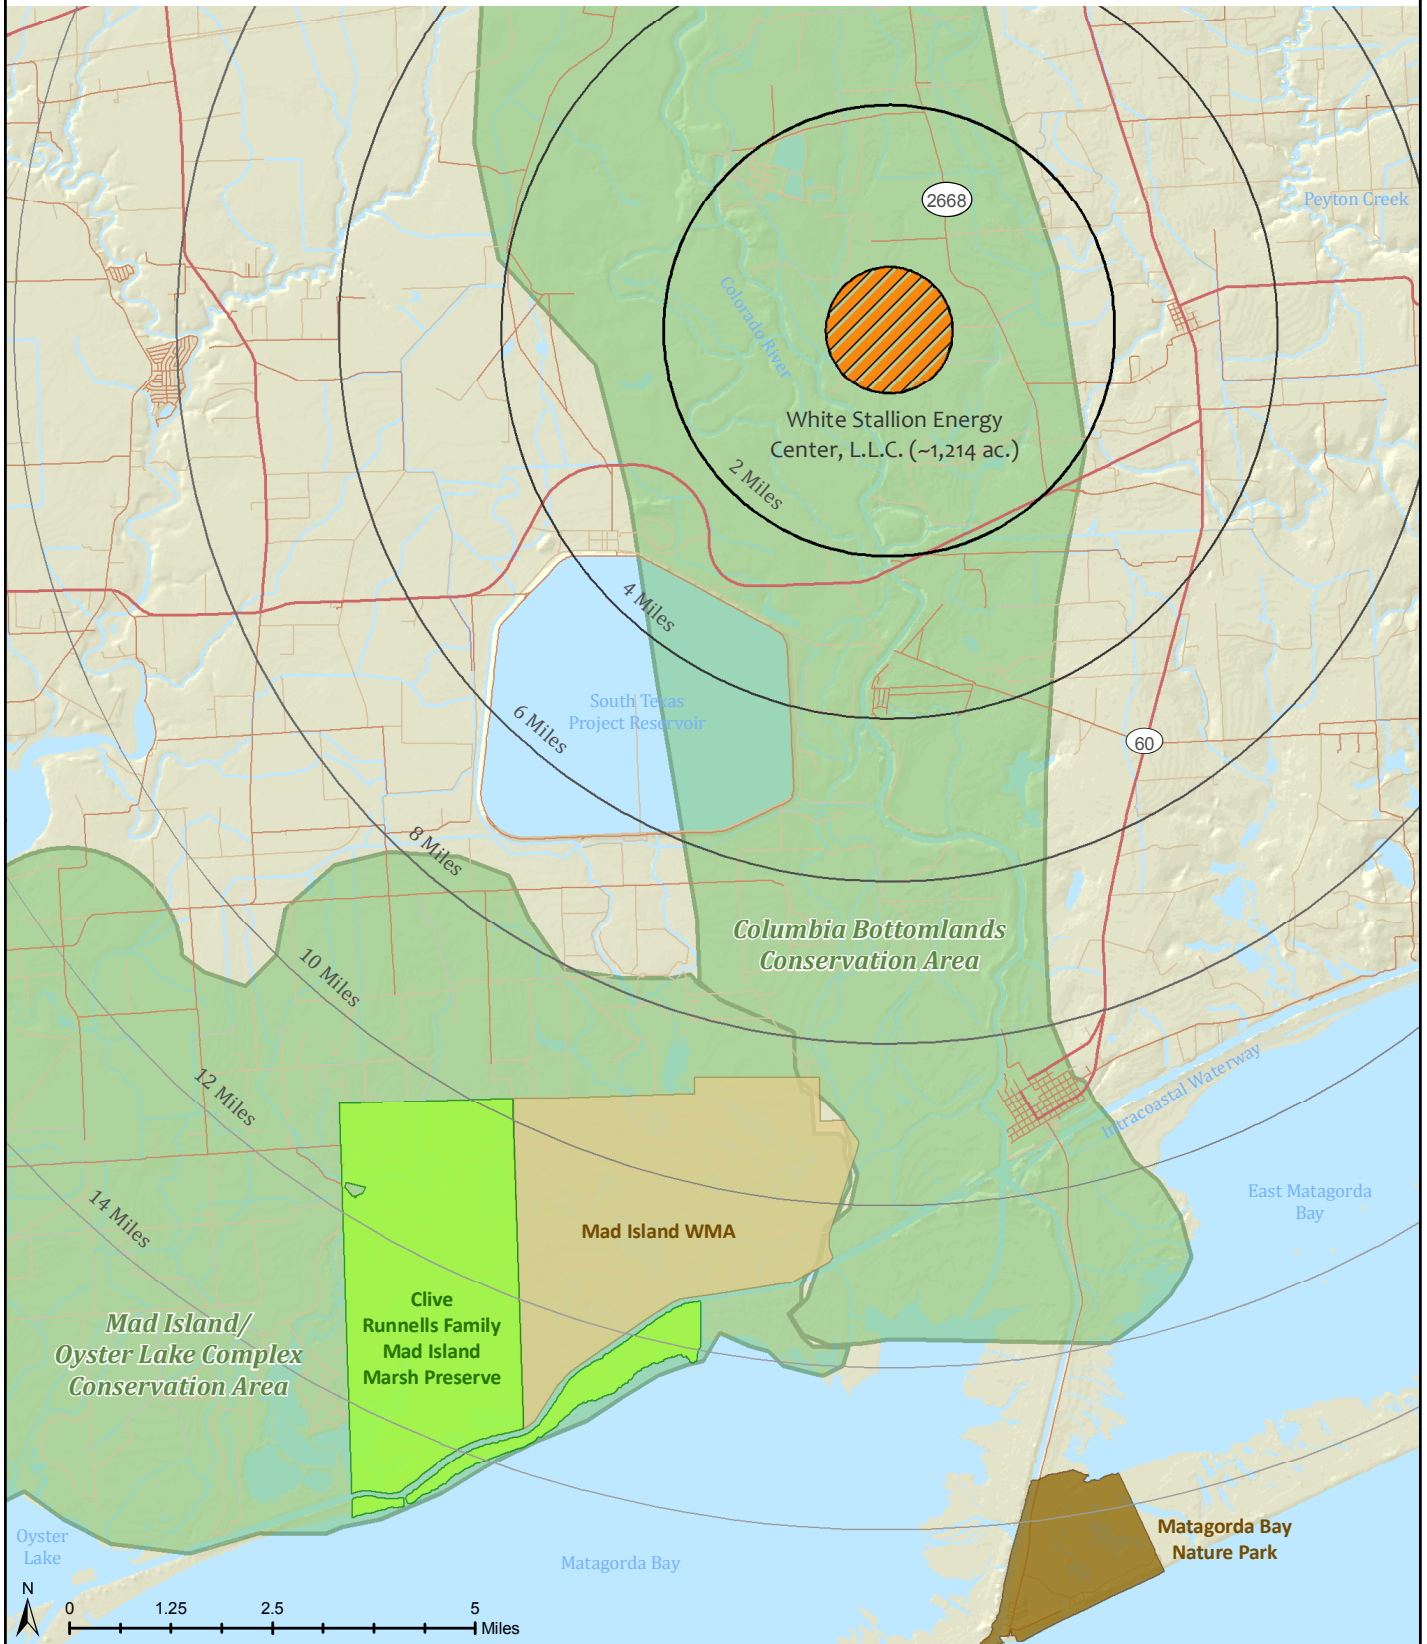 2668
Peyton Creek
Colorado River
White Stallion Energy
Center, L.L.C. (~1,214 ac.)
2 Miles
4 Miles
South Texas
Project Reservoir
6 Miles
60
8 Miles
Columbia Bottomlands
Conservation Area
10 Miles
12 Miles
Intracoastal Waterway
14 Miles
East Matagorda
Bay
Mad Island WMA
Clive
Runnells Family
Mad Island
Marsh Preserve
Mad Island/
Oyster Lake Complex
Conservation Area
Matagorda Bay
Nature Park
Oyster
Lake
Matagorda Bay
N
0 1.25 2.5 5
Miles